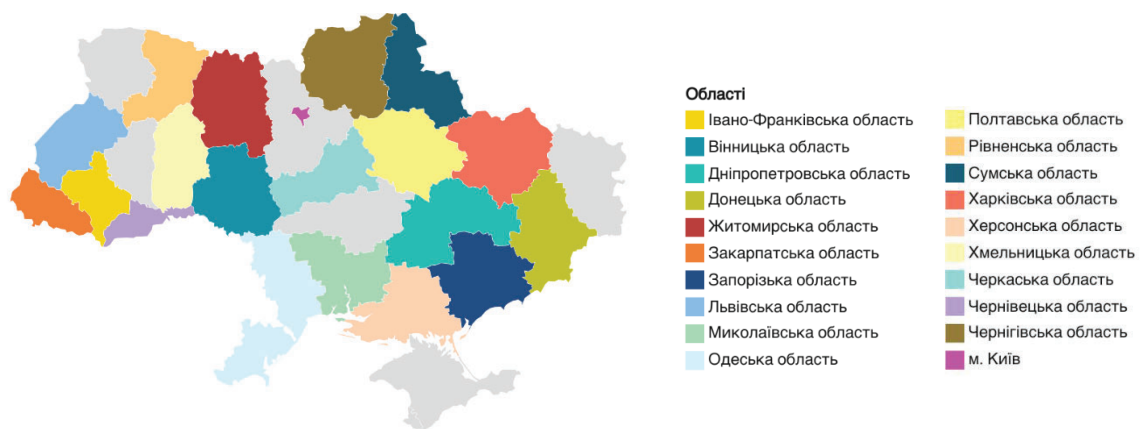 Області
Івано-Франківська область
Вінницька область
Дніпропетровська область
Донецька область
Житомирська область
Закарпатська область
Запорізька область
Львівська область
Миколаївська область
Одеська область
Полтавська область
Рівненська область
Сумська область
Харківська область
Херсонська область
Хмельницька область
Черкаська область
Чернівецька область
Чернігівська область
м. Київ